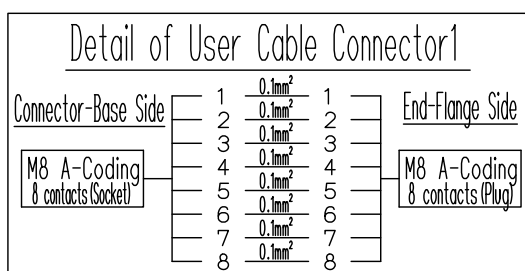 Detail of User Cable Connector1
Connector-Base Side
End-Flange Side
1 0.1mm² 1
2 0.1mm² 2
3 0.1mm² 3
4 0.1mm² 4
5 0.1mm² 5
6 0.1mm² 6
7 0.1mm² 7
8 0.1mm² 8
M8 A-Coding
8 contacts(Socket)
M8 A-Coding
8 contacts(Plug)